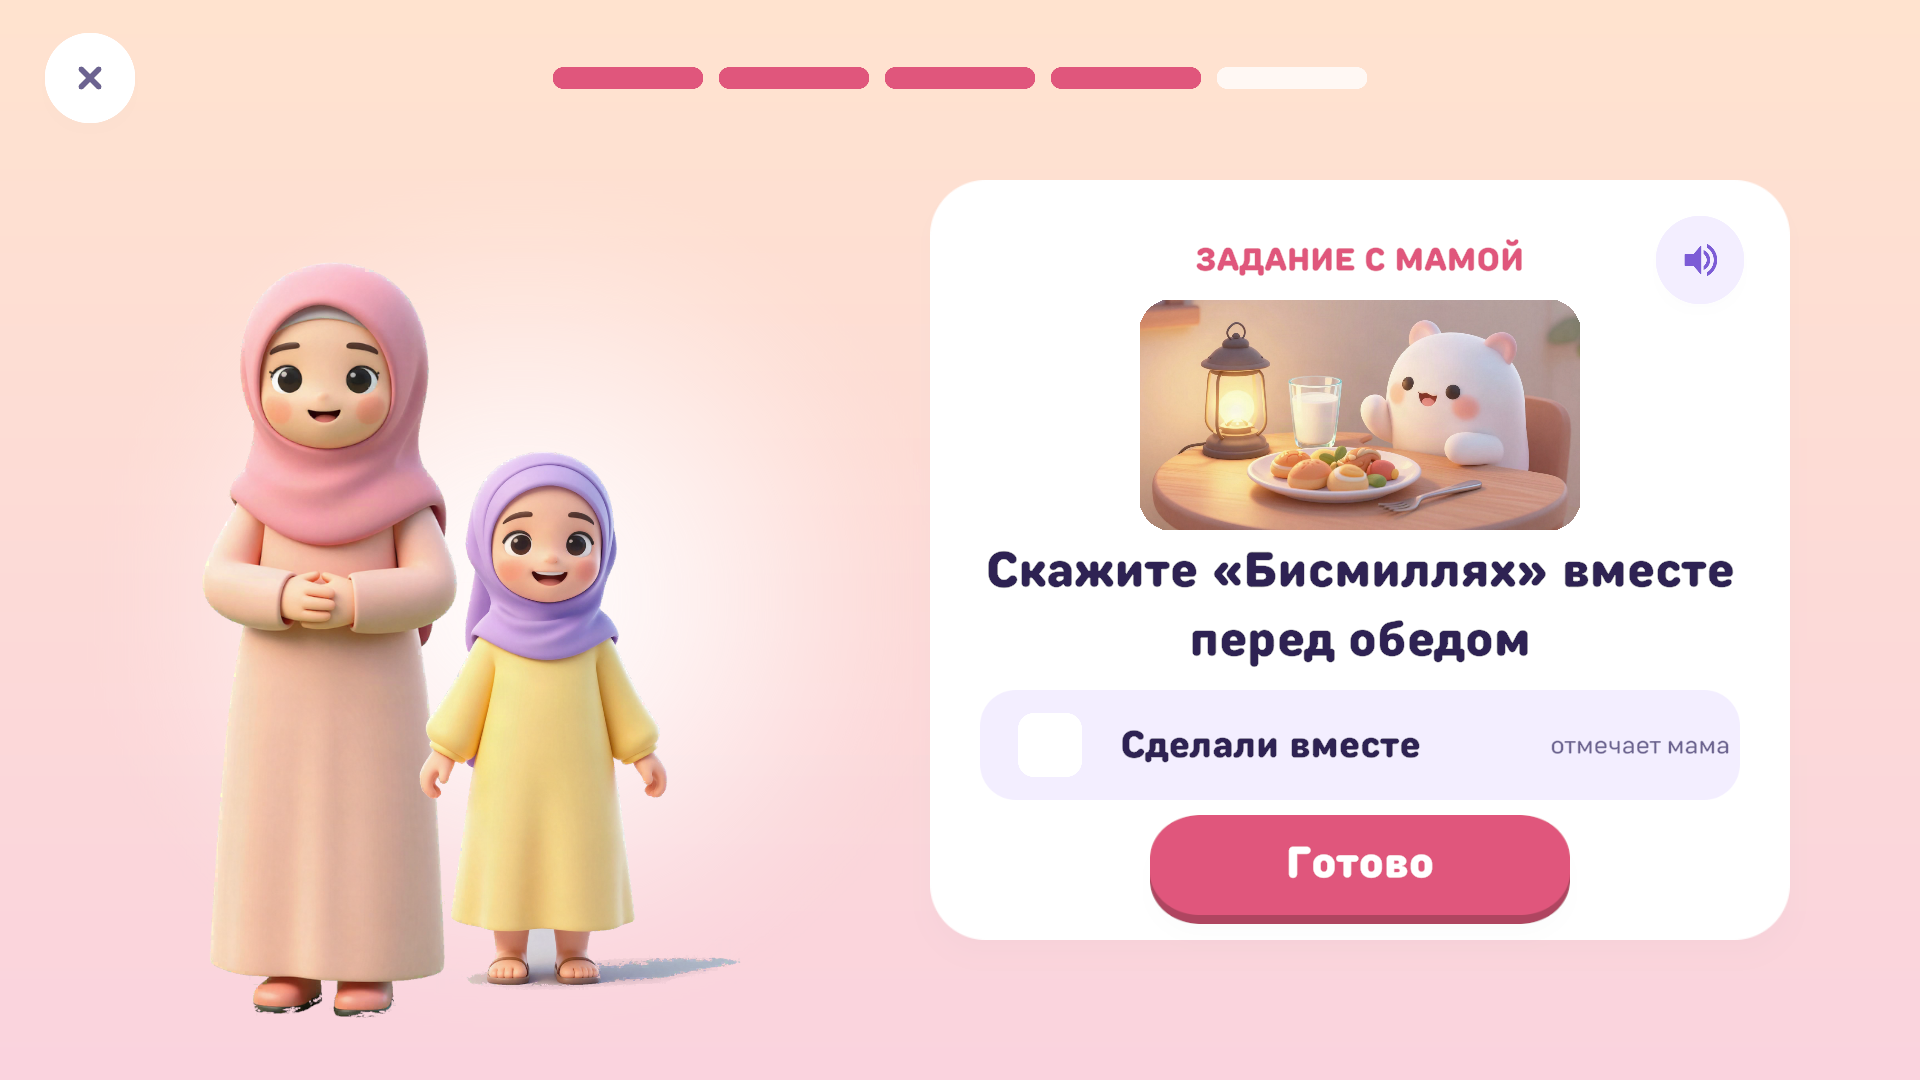 ЗАДАНИЕ С МАМОЙ
Скажите «Бисмиллях» вместе
перед обедом
Сделали вместе
отмечает мама
Готово